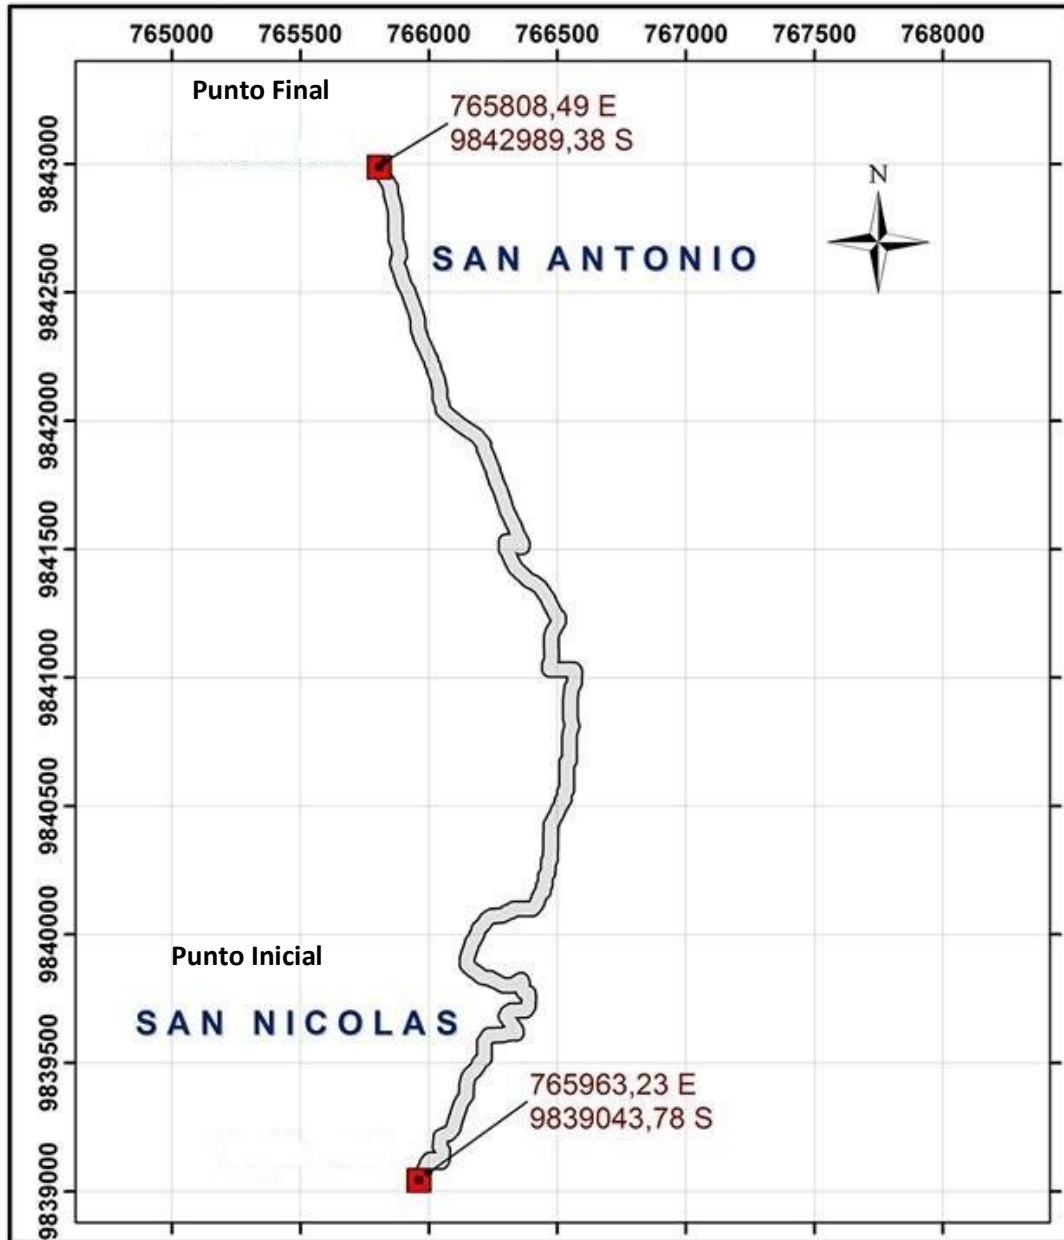 765000 765500 766000 766500 767000 767500 768000
Punto Final
765808,49 E
9842989,38 S
9843000
N
SAN ANTONIO
9842500
9842000
9841500
9841000
9840500
9840000
Punto Inicial
SAN NICOLAS
9839500
765963,23 E
9839043,78 S
9839000